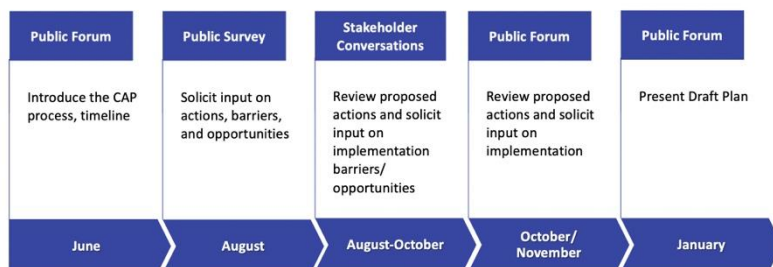 Public Forum
Introduce the CAP
process, timeline
June
Public Survey
Solicit input on
actions, barriers,
and opportunities
August
Stakeholder
Conversations
Review proposed
actions and solicit
input on
implementation
barriers/
opportunities
August-October
Public Forum
Review proposed
actions and solicit
input on
implementation
October/
November
Public Forum
Present Draft Plan
January